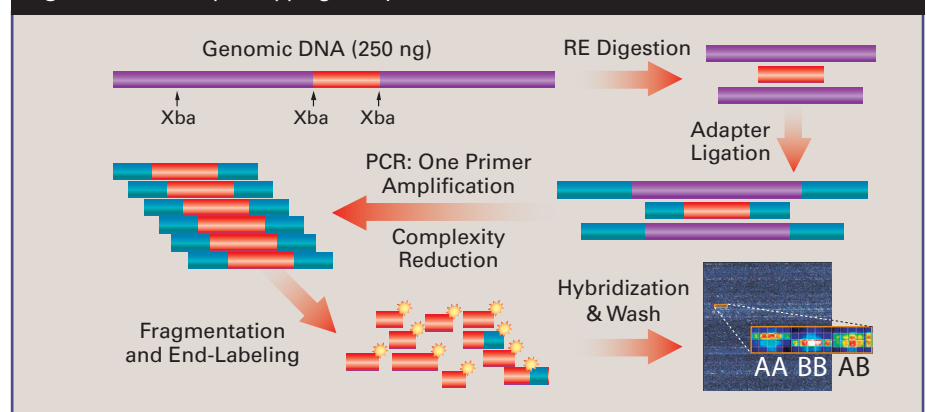 Genomic DNA (250 ng)
RE Digestion
Xba
Xba
Xba
Adapter
Ligation
PCR: One Primer
Amplification
Complexity
Reduction
Fragmentation
and End-Labeling
Hybridization
& Wash
AA BB AB